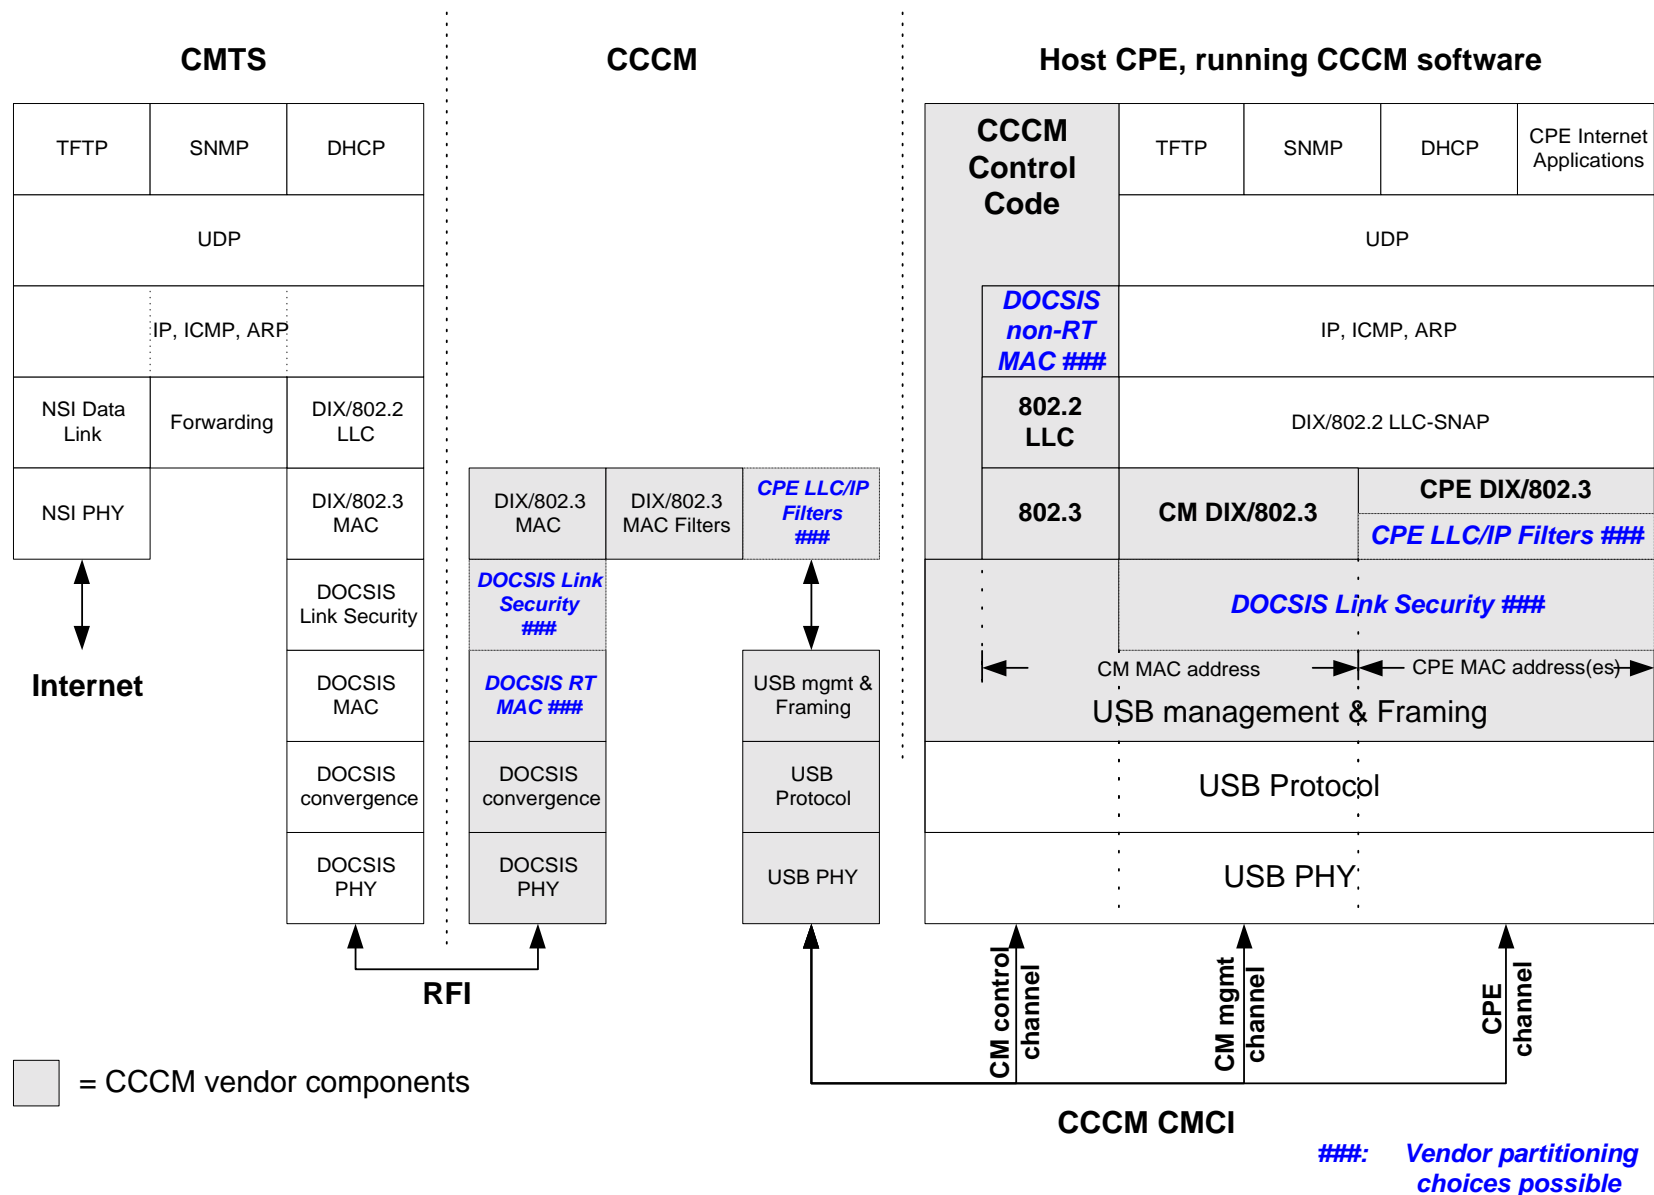 CMTS
CCCM
Host CPE, running CCCM software
TFTP
SNMP
DHCP
UDP
IP, ICMP, ARP
NSI Data
Link
Forwarding
DIX/802.2
LLC
NSI PHY
DIX/802.3
MAC
DOCSIS
Link Security
DOCSIS
MAC
DOCSIS
convergence
DOCSIS
PHY
Internet
DIX/802.3
MAC
DIX/802.3
MAC Filters
CPE LLC/IP
Filters
###
DOCSIS Link
Security
###
DOCSIS RT
MAC ###
DOCSIS
convergence
DOCSIS
PHY
USB mgmt &
Framing
USB
Protocol
USB PHY
RFI
CCCM
Control
Code
TFTP
SNMP
DHCP
CPE Internet
Applications
UDP
DOCSIS
non-RT
MAC ###
IP, ICMP, ARP
802.2
LLC
DIX/802.2 LLC-SNAP
802.3
CM DIX/802.3
CPE DIX/802.3
CPE LLC/IP Filters ###
DOCSIS Link Security ###
CM MAC address
CPE MAC address(es)
USB management & Framing
USB Protocol
USB PHY
CM control
channel
CM mgmt
channel
CPE
channel
CCCM CMCI
= CCCM vendor components
###: Vendor partitioning
choices possible